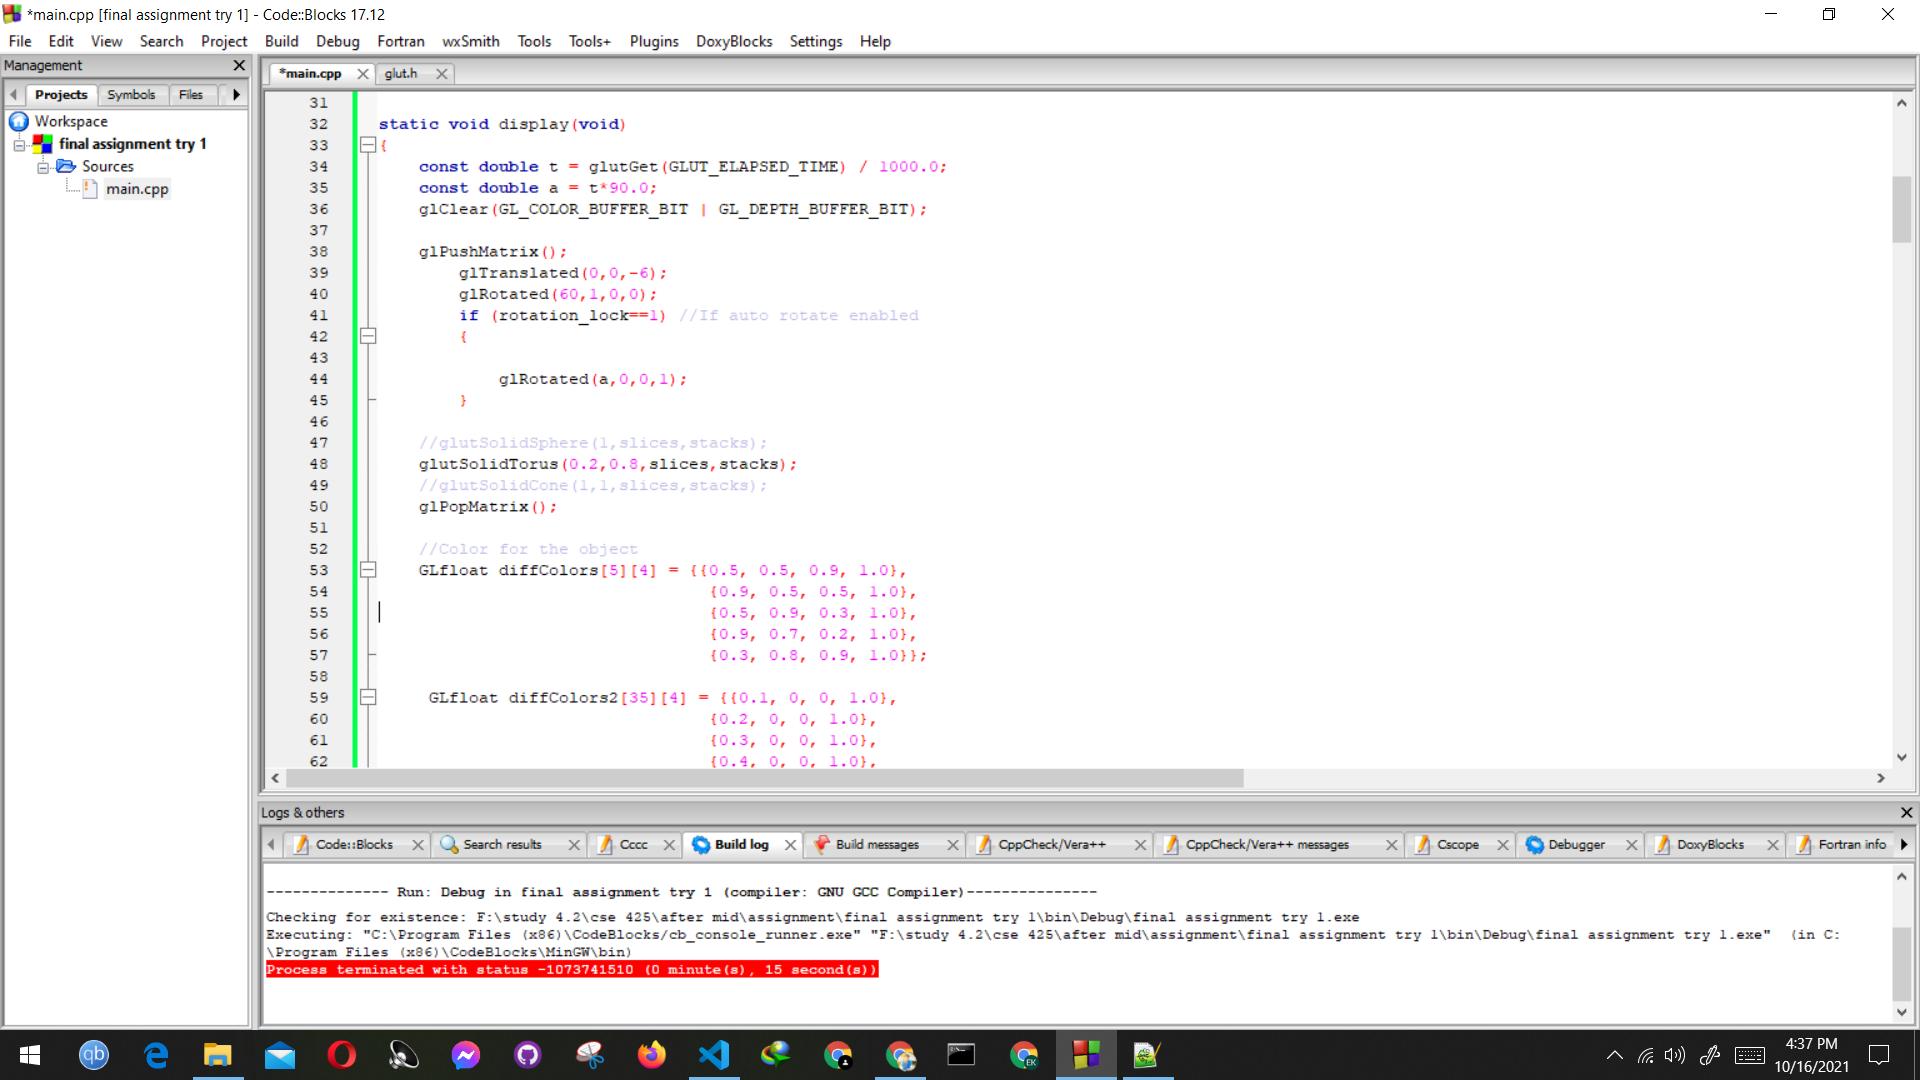 *main.cpp [final assignment try 1] - Code::Blocks 17.12
File Edit View Search Project Build Debug Fortran wxSmith Tools Tools+ Plugins DoxyBlocks Settings Help
Management
Projects Symbols Files
Workspace
final assignment try 1
Sources
main.cpp
*main.cpp glut.h
31
32 static void display(void)
33 {
34 const double t = glutGet(GLUT_ELAPSED_TIME) / 1000.0;
35 const double a = t*90.0;
36 glClear(GL_COLOR_BUFFER_BIT | GL_DEPTH_BUFFER_BIT);
37
38 glPushMatrix();
39 glTranslated(0,0,-6);
40 glRotated(60,1,0,0);
41 if (rotation_lock==1) //If auto rotate enabled
42 {
43
44 glRotated(a,0,0,1);
45 }
46
47 //glutSolidSphere(1,slices,stacks);
48 glutSolidTorus(0.2,0.8,slices,stacks);
49 //glutSolidCone(1,1,slices,stacks);
50 glPopMatrix();
51
52 //Color for the object
53 GLfloat diffColors[5][4] = {{0.5, 0.5, 0.9, 1.0},
54 {0.9, 0.5, 0.5, 1.0},
55 {0.5, 0.9, 0.3, 1.0},
56 {0.9, 0.7, 0.2, 1.0},
57 {0.3, 0.8, 0.9, 1.0}};
58
59 GLfloat diffColors2[35][4] = {{0.1, 0, 0, 1.0},
60 {0.2, 0, 0, 1.0},
61 {0.3, 0, 0, 1.0},
62 {0.4, 0, 0, 1.0},
Logs & others
Code::Blocks Search results Cccc Build log Build messages CppCheck/Vera++ CppCheck/Vera++ messages Cscope Debugger DoxyBlocks Fortran info
-------------- Run: Debug in final assignment try 1 (compiler: GNU GCC Compiler)---------------
Checking for existence: F:\study 4.2\cse 425\after mid\assignment\final assignment try 1\bin\Debug\final assignment try 1.exe
Executing: "C:\Program Files (x86)\CodeBlocks/cb_console_runner.exe" "F:\study 4.2\cse 425\after mid\assignment\final assignment try 1\bin\Debug\final assignment try 1.exe"  (in C:
\Program Files (x86)\CodeBlocks\MinGW\bin)
Process terminated with status -1073741510 (0 minute(s), 15 second(s))
qb
EK
4:37 PM
10/16/2021